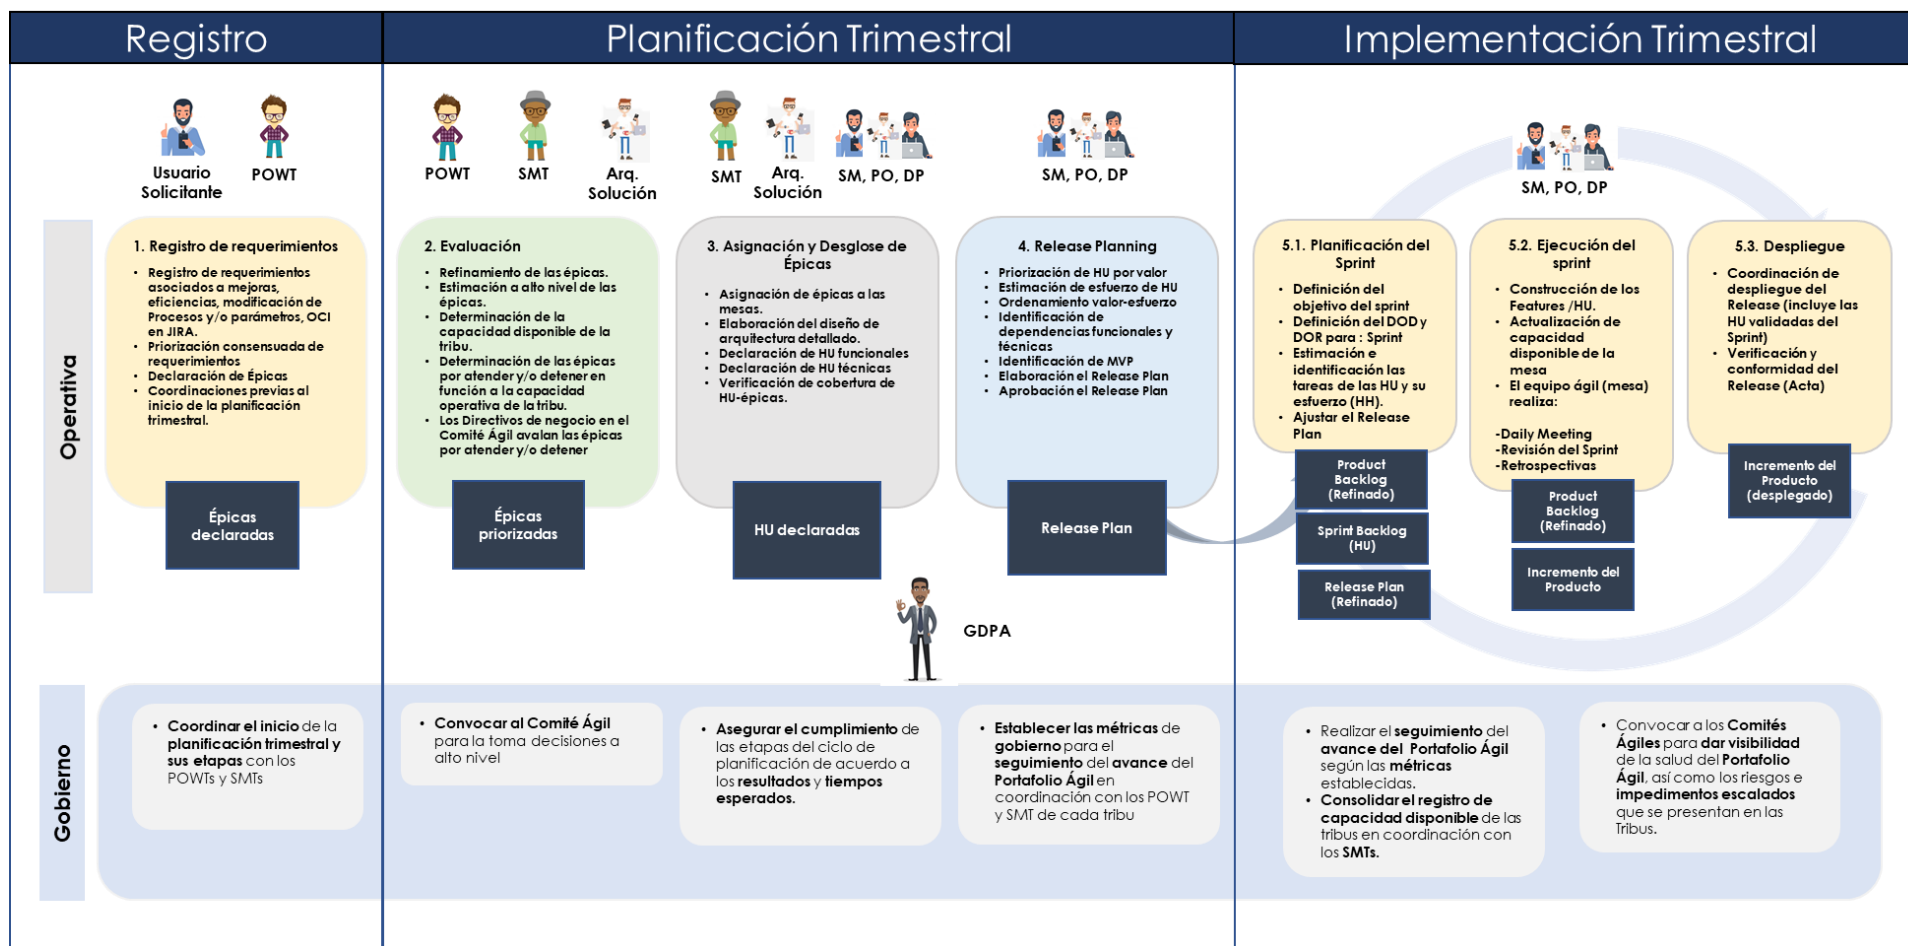 Registro
Planificación Trimestral
Implementación Trimestral
Usuario
Solicitante
POWT
POWT
SMT
Arq.
Solución
SMT
Arq.
Solución
SM, PO, DP
SM, PO, DP
SM, PO, DP
Operativa
1. Registro de requerimientos
• Registro de requerimientos
asociados a mejoras,
eficiencias, modificación de
Procesos y/o parámetros, OCI
en JIRA.
• Priorización consensuada de
requerimientos
• Declaración de Épicas
• Coordinaciones previas al
inicio de la planificación
trimestral.
Épicas
declaradas
2. Evaluación
• Refinamiento de las épicas.
• Estimación a alto nivel de las
épicas.
• Determinación de la
capacidad disponible de la
tribu.
• Determinación de las épicas
por atender y/o detener en
función a la capacidad
operativa de la tribu.
• Los Directivos de negocio en el
Comité Ágil avalan las épicas
por atender y/o detener
Épicas
priorizadas
3. Asignación y Desglose de
Épicas
• Asignación de épicas a las
mesas.
• Elaboración del diseño de
arquitectura detallado.
• Declaración de HU funcionales
• Declaración de HU técnicas
• Verificación de cobertura de
HU-épicas.
HU declaradas
4. Release Planning
• Priorización de HU por valor
• Estimación de esfuerzo de HU
• Ordenamiento valor-esfuerzo
• Identificación de
dependencias funcionales y
técnicas
• Identificación de MVP
• Elaboración el Release Plan
• Aprobación el Release Plan
Release Plan
5.1. Planificación del
Sprint
• Definición del
objetivo del sprint
• Definición del DOD y
DOR para : Sprint
• Estimación e
identificación las
tareas de las HU y su
esfuerzo (HH).
• Ajustar el Release
Plan
Product
Backlog
(Refinado)
Sprint Backlog
(HU)
Release Plan
(Refinado)
5.2. Ejecución del
sprint
• Construcción de los
Features /HU.
• Actualización de
capacidad
disponible de la
mesa
• El equipo ágil (mesa)
realiza:
-Daily Meeting
-Revisión del Sprint
-Retrospectivas
Product
Backlog
(Refinado)
Incremento del
Producto
5.3. Despliegue
• Coordinación de
despliegue del
Release (incluye las
HU validadas del
Sprint)
• Verificación y
conformidad del
Release (Acta)
Incremento del
Producto
(desplegado)
GDPA
Gobierno
• Coordinar el inicio de la
planificación trimestral y
sus etapas con los
POWTs y SMTs
• Convocar al Comité Ágil
para la toma decisiones a
alto nivel
• Asegurar el cumplimiento de
las etapas del ciclo de
planificación de acuerdo a
los resultados y tiempos
esperados.
• Establecer las métricas de
gobierno para el
seguimiento del avance del
Portafolio Ágil en
coordinación con los POWT
y SMT de cada tribu
• Realizar el seguimiento del
avance del Portafolio Ágil
según las métricas
establecidas.
• Consolidar el registro de
capacidad disponible de las
tribus en coordinación con
los SMTs.
• Convocar a los Comités
Ágiles para dar visibilidad
de la salud del Portafolio
Ágil, así como los riesgos e
impedimentos escalados
que se presentan en las
Tribus.